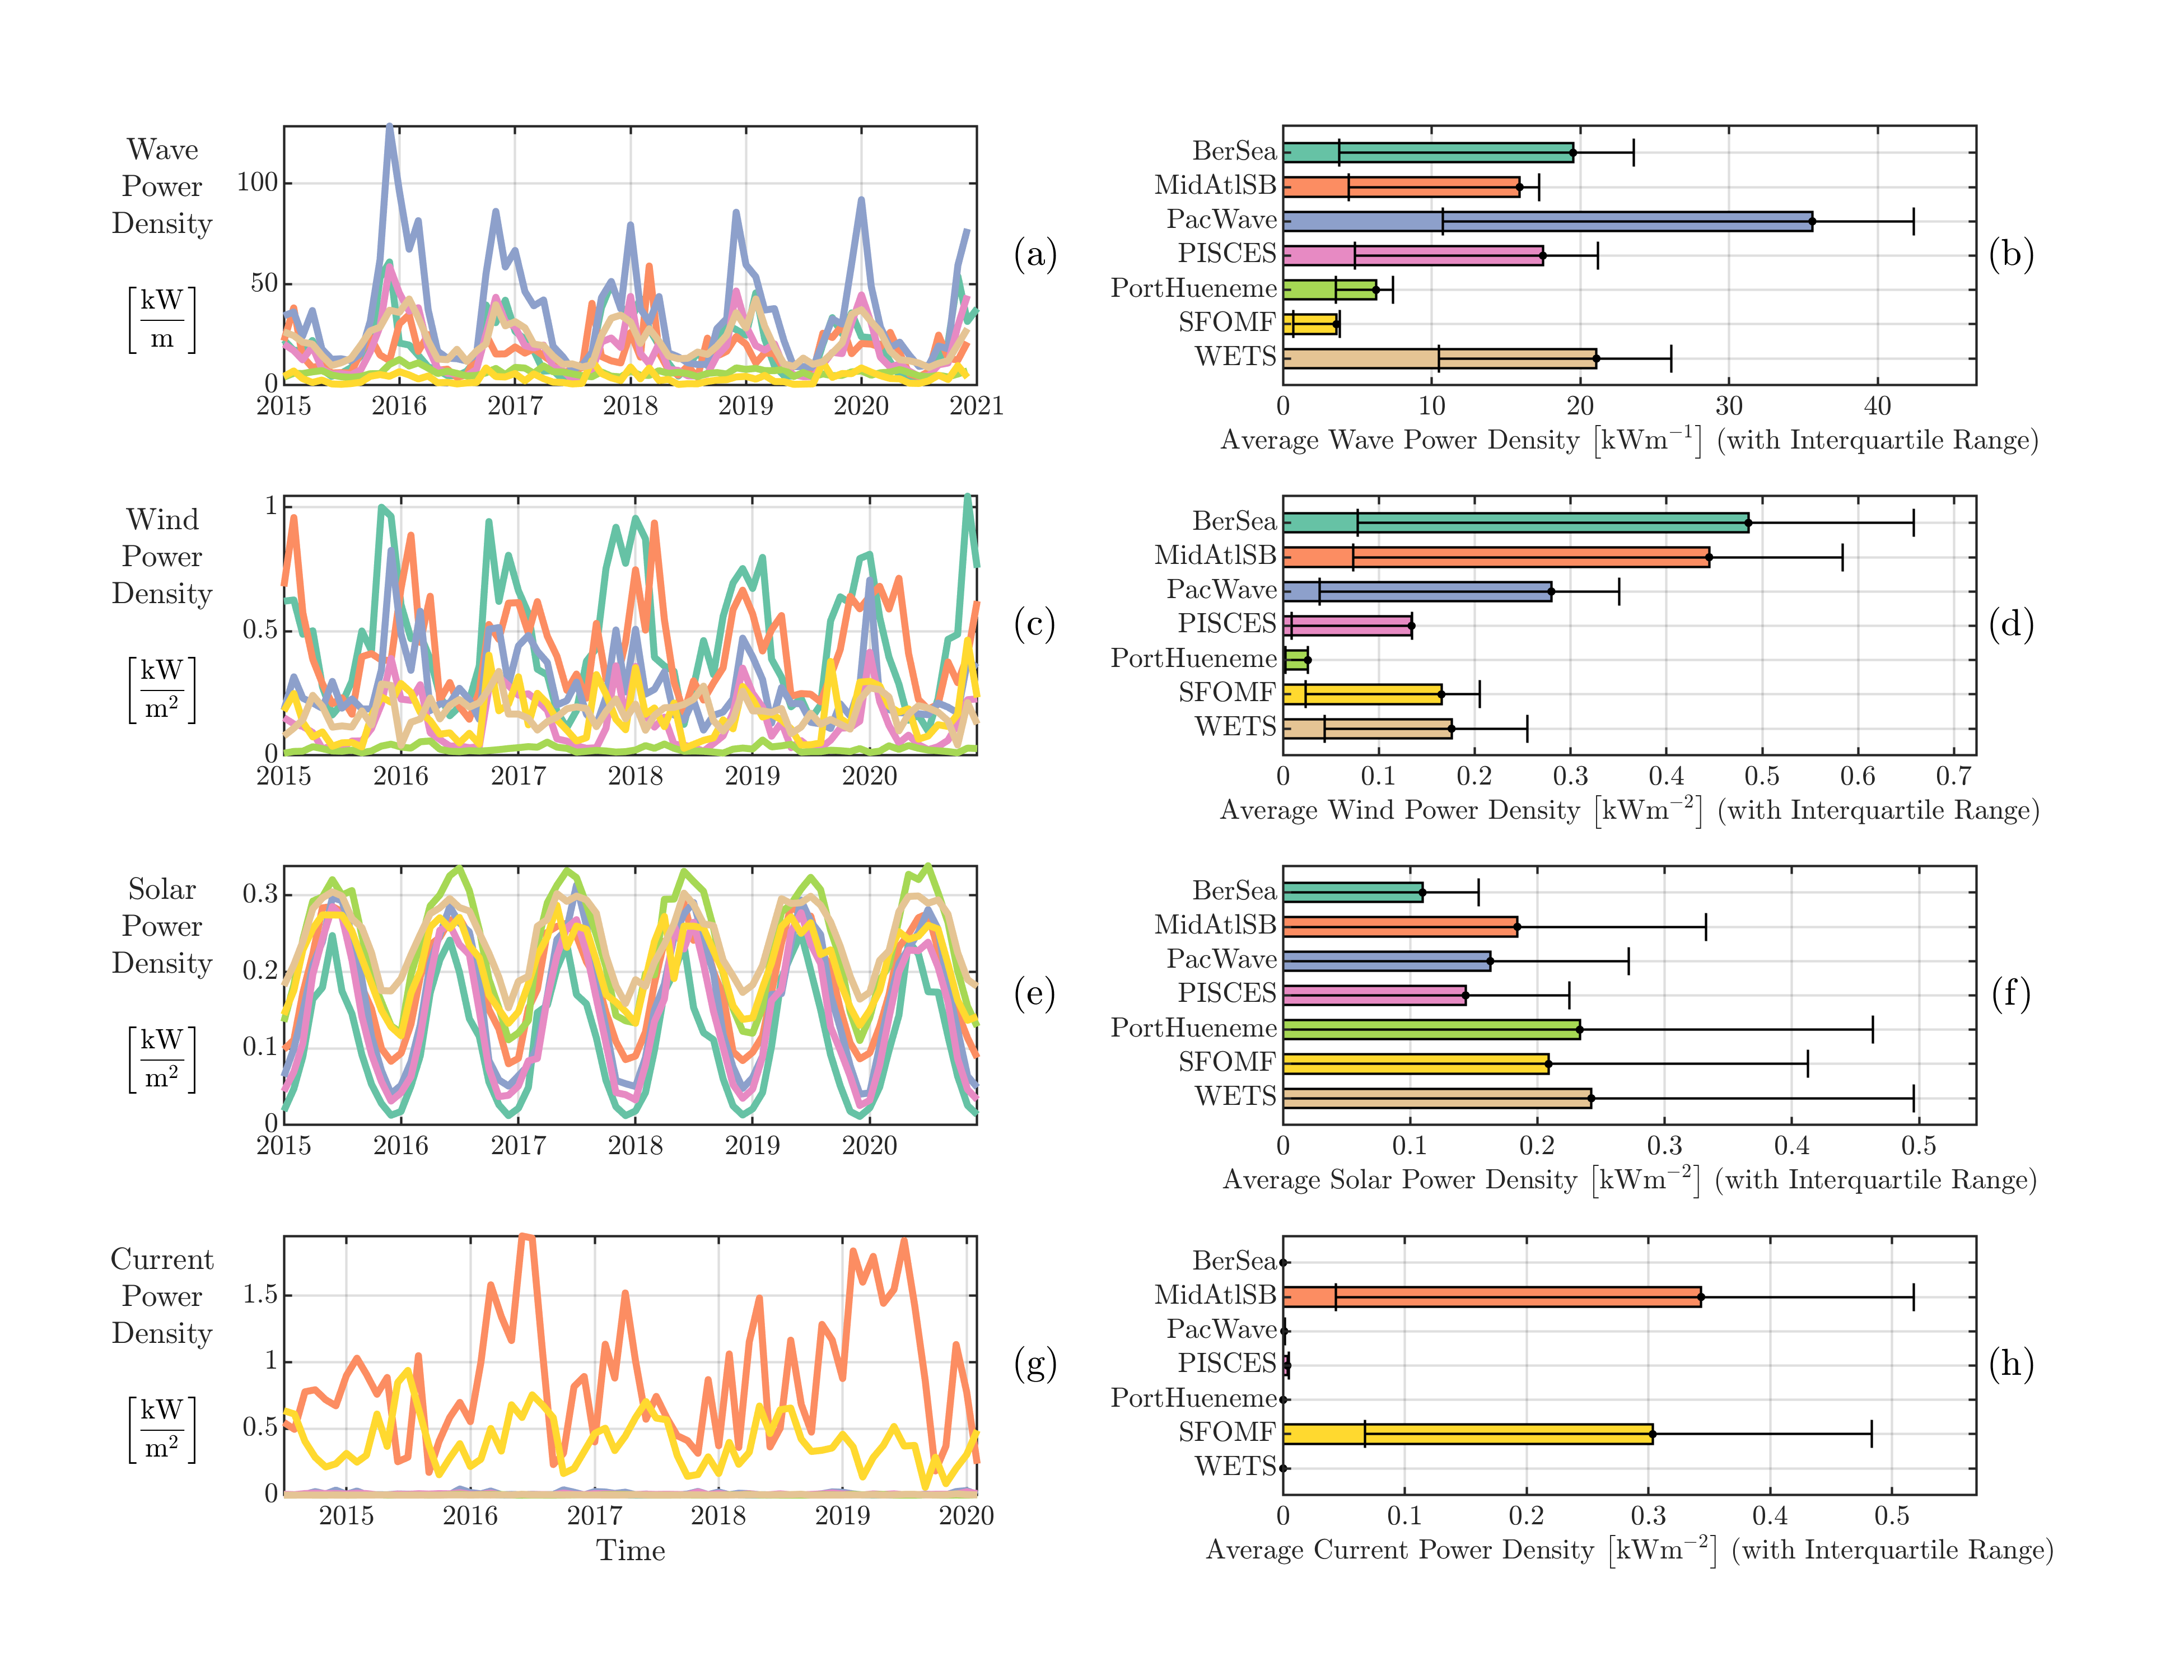 Wave
Power
Density
[kW/m]
100
50
0
2015 2016 2017 2018 2019 2020 2021
(a)
BerSea
MidAtlSB
PacWave
PISCES
PortHueneme
SFOMF
WETS
0 10 20 30 40
Average Wave Power Density [kWm⁻¹] (with Interquartile Range)
(b)
Wind
Power
Density
[kW/m²]
1
0.5
0
2015 2016 2017 2018 2019 2020
(c)
BerSea
MidAtlSB
PacWave
PISCES
PortHueneme
SFOMF
WETS
0 0.1 0.2 0.3 0.4 0.5 0.6 0.7
Average Wind Power Density [kWm⁻²] (with Interquartile Range)
(d)
Solar
Power
Density
[kW/m²]
0.3
0.2
0.1
0
2015 2016 2017 2018 2019 2020
(e)
BerSea
MidAtlSB
PacWave
PISCES
PortHueneme
SFOMF
WETS
0 0.1 0.2 0.3 0.4 0.5
Average Solar Power Density [kWm⁻²] (with Interquartile Range)
(f)
Current
Power
Density
[kW/m²]
1.5
1
0.5
0
2015 2016 2017 2018 2019 2020
Time
(g)
BerSea
MidAtlSB
PacWave
PISCES
PortHueneme
SFOMF
WETS
0 0.1 0.2 0.3 0.4 0.5
Average Current Power Density [kWm⁻²] (with Interquartile Range)
(h)